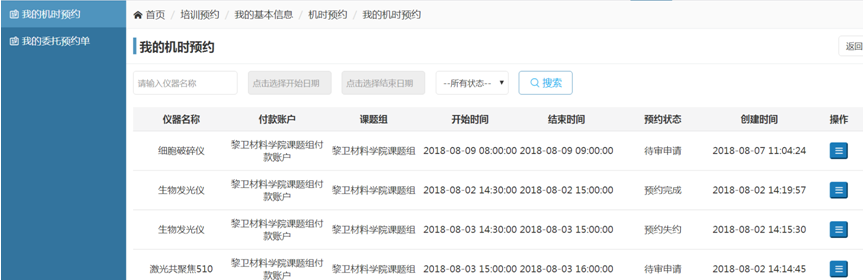 我的机时预约
我的委托预约单
首页 / 培训预约 / 我的基本信息 / 机时预约 / 我的机时预约
我的机时预约
返回
请输入仪器名称 点击选择开始日期 点击选择结束日期 --所有状态-- 搜索
仪器名称 付款账户 课题组 开始时间 结束时间 预约状态 创建时间 操作
细胞破碎仪 黎卫材料学院课题组付款账户 黎卫材料学院课题组 2018-08-09 08:00:00 2018-08-09 09:00:00 待审申请 2018-08-07 11:04:24
生物发光仪 黎卫材料学院课题组付款账户 黎卫材料学院课题组 2018-08-02 14:30:00 2018-08-02 15:00:00 预约完成 2018-08-02 14:19:57
生物发光仪 黎卫材料学院课题组付款账户 黎卫材料学院课题组 2018-08-03 14:30:00 2018-08-03 15:00:00 预约失约 2018-08-02 14:15:30
激光共聚焦510 黎卫材料学院课题组付款账户 黎卫材料学院课题组 2018-08-03 15:00:00 2018-08-03 16:00:00 待审申请 2018-08-02 14:14:45